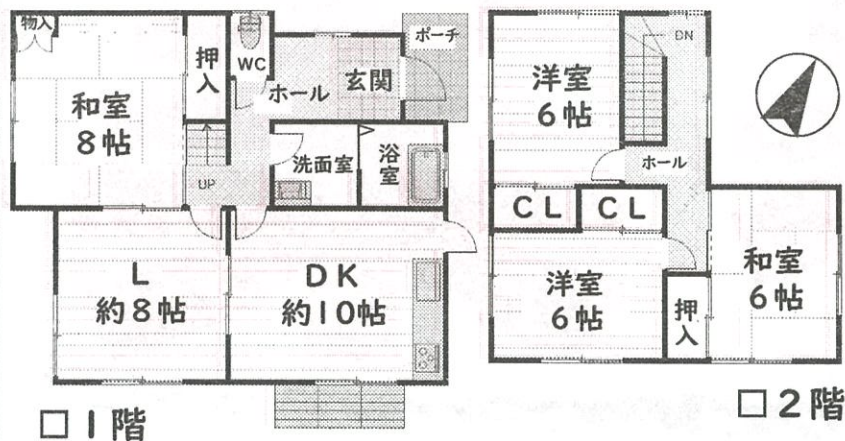 物入
和室
8帖
押入
WC
ホール
玄関
ポーチ
UP
洗面室
浴室
L
約8帖
DK
約10帖
□1階
洋室
6帖
DN
ホール
CL
CL
洋室
6帖
押入
和室
6帖
□2階